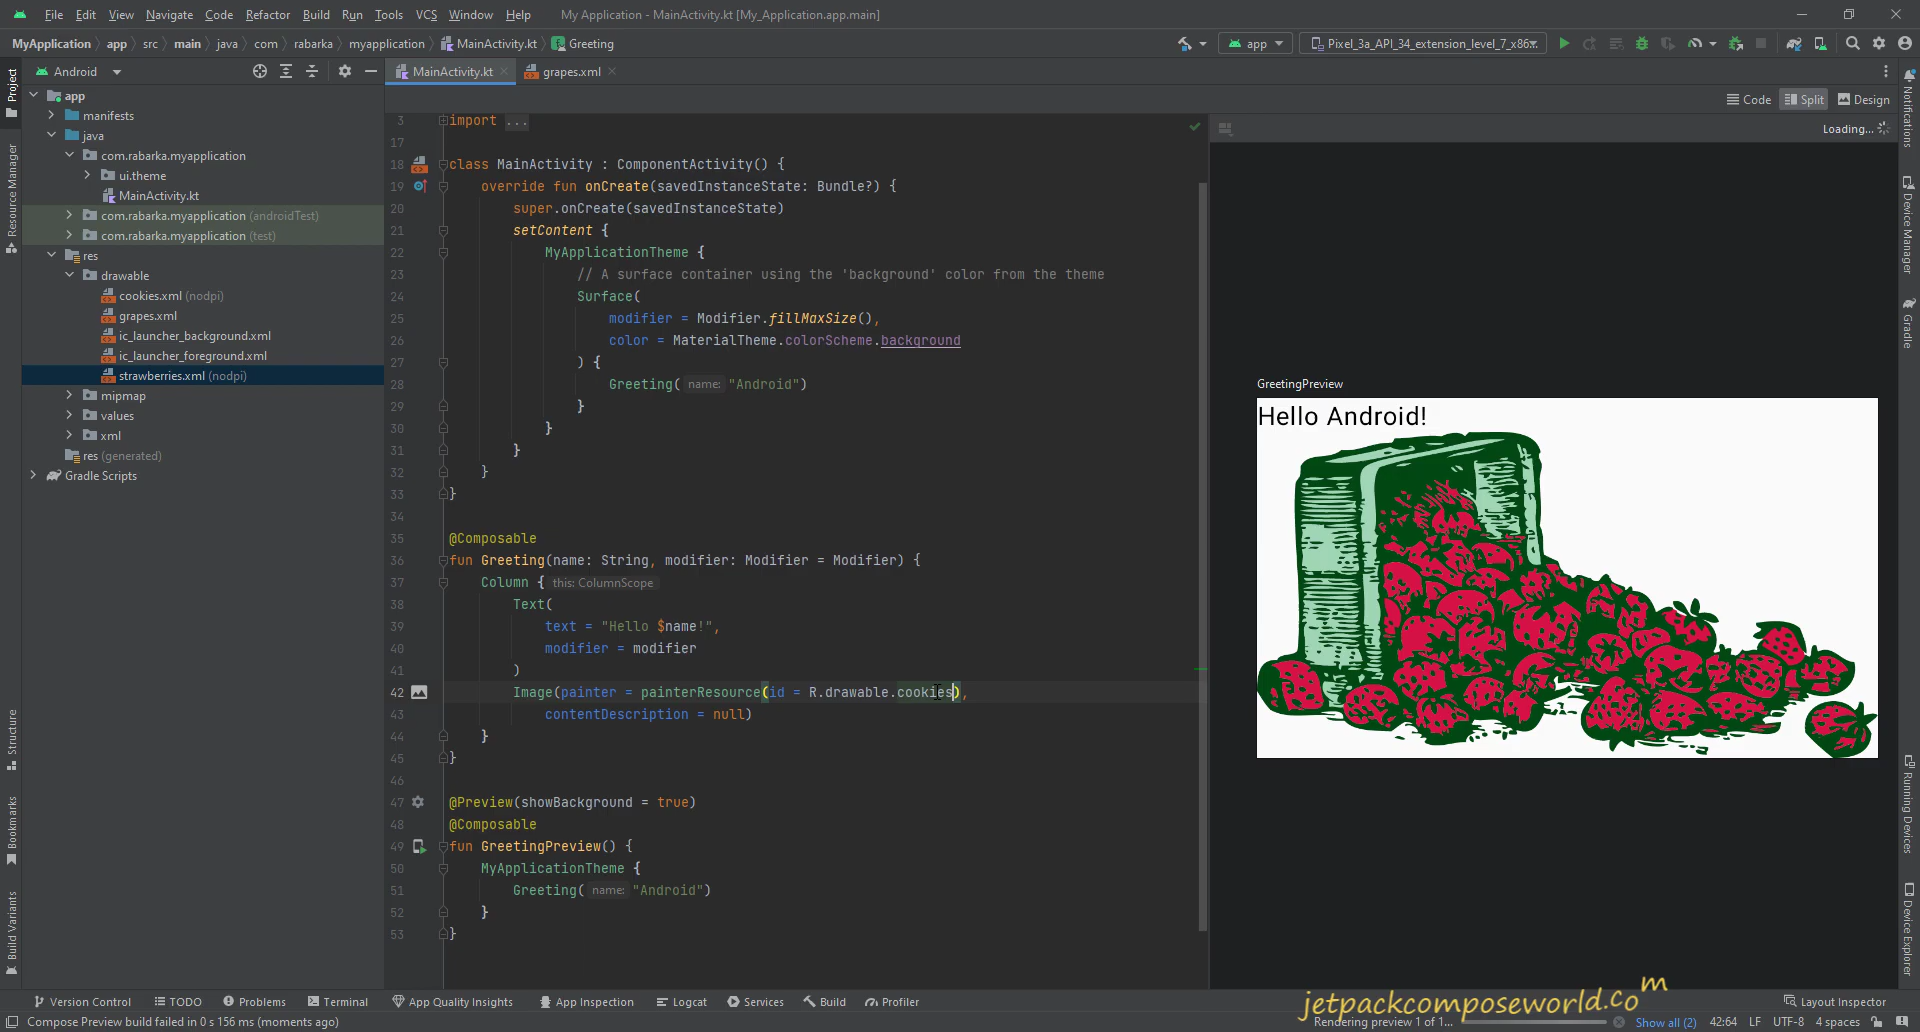 File Edit View Navigate Code Refactor Build Run Tools VCS Window Help My Application - MainActivity.kt [My_Application.app.main]
MyApplication app src main java com rabarka myapplication MainActivity.kt Greeting app Pixel_3a_API_34_extension_level_7_x86
Android MainActivity.kt grapes.xml
Code Split Design
Loading...
Project
Resource Manager
Structure
Bookmarks
Build Variants
app
manifests
java
com.rabarka.myapplication
ui.theme
MainActivity.kt
com.rabarka.myapplication (androidTest)
com.rabarka.myapplication (test)
res
drawable
cookies.xml (nodpi)
grapes.xml
ic_launcher_background.xml
ic_launcher_foreground.xml
strawberries.xml (nodpi)
mipmap
values
xml
res (generated)
Gradle Scripts
3 import ...
17
18 class MainActivity : ComponentActivity() {
19 override fun onCreate(savedInstanceState: Bundle?) {
20 super.onCreate(savedInstanceState)
21 setContent {
22 MyApplicationTheme {
23 // A surface container using the 'background' color from the theme
24 Surface(
25 modifier = Modifier.fillMaxSize(),
26 color = MaterialTheme.colorScheme.background
27 ) {
28 Greeting( name: "Android")
29 }
30 }
31 }
32 }
33 }
34
35 @Composable
36 fun Greeting(name: String, modifier: Modifier = Modifier) {
37 Column { this: ColumnScope
38 Text(
39 text = "Hello $name!",
40 modifier = modifier
41 )
42 Image(painter = painterResource(id = R.drawable.cookies),
43 contentDescription = null)
44 }
45 }
46
47 @Preview(showBackground = true)
48 @Composable
49 fun GreetingPreview() {
50 MyApplicationTheme {
51 Greeting( name: "Android")
52 }
53 }
GreetingPreview
Hello Android!
Notifications
Device Manager
Gradle
Running Devices
Device Explorer
jetpackcomposeworld.com
Version Control TODO Problems Terminal App Quality Insights App Inspection Logcat Services Build Profiler Layout Inspector
Compose Preview build failed in 0 s 156 ms (moments ago) Rendering preview 1 of 1... Show all (2) 42:64 LF UTF-8 4 spaces